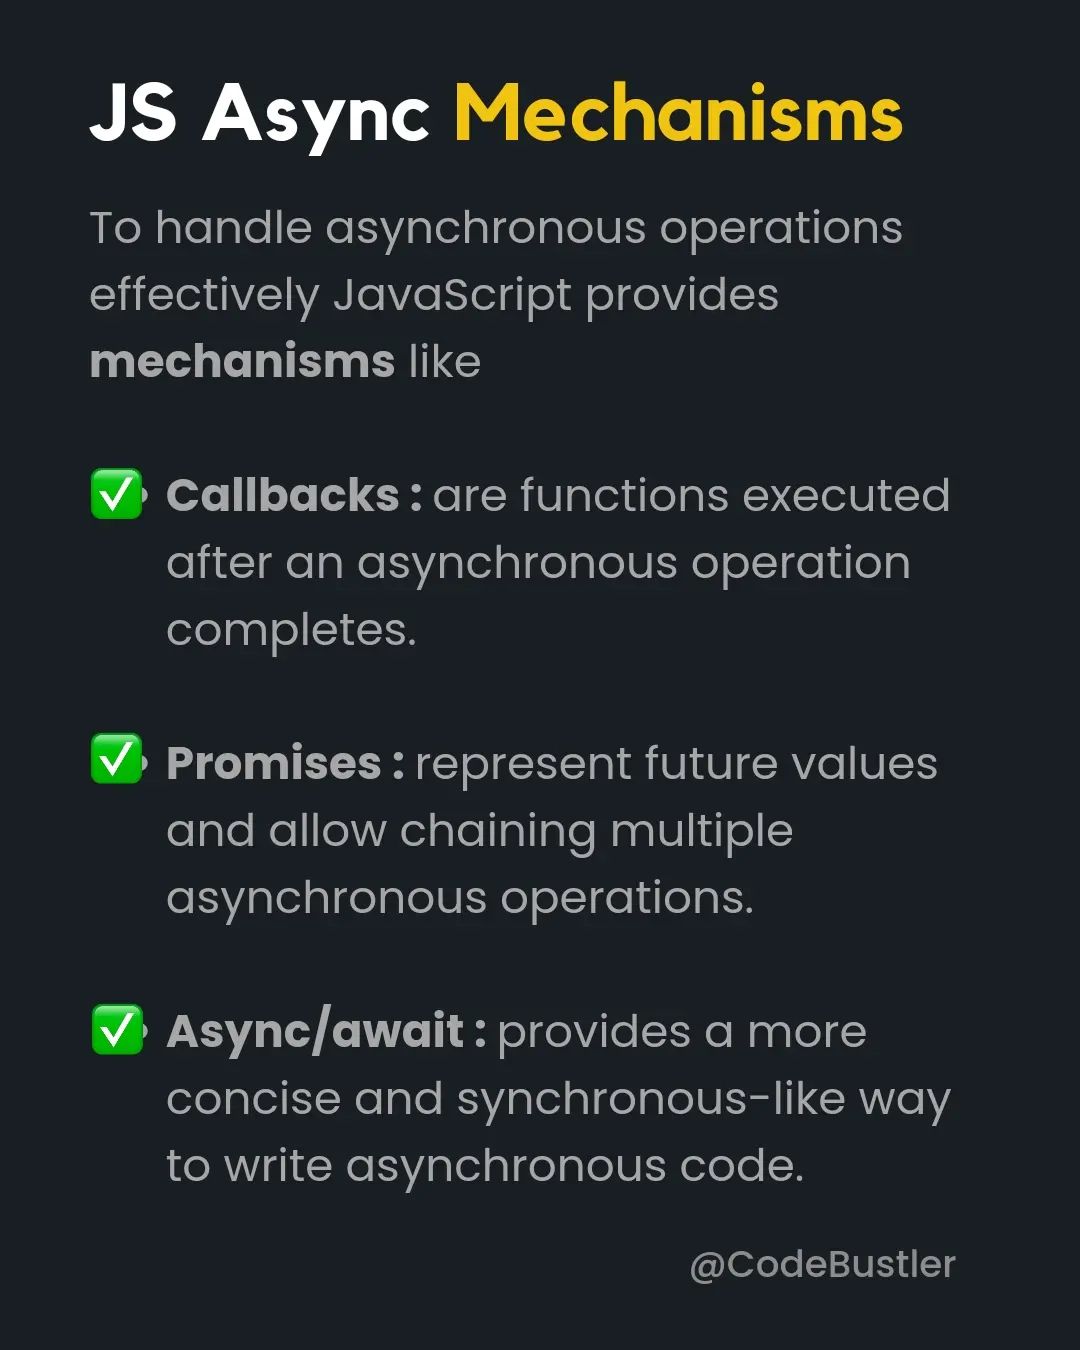 JS Async Mechanisms
To handle asynchronous operations
effectively JavaScript provides
mechanisms like
✅ Callbacks : are functions executed
after an asynchronous operation
completes.
✅ Promises : represent future values
and allow chaining multiple
asynchronous operations.
✅ Async/await : provides a more
concise and synchronous-like way
to write asynchronous code.
@CodeBustler